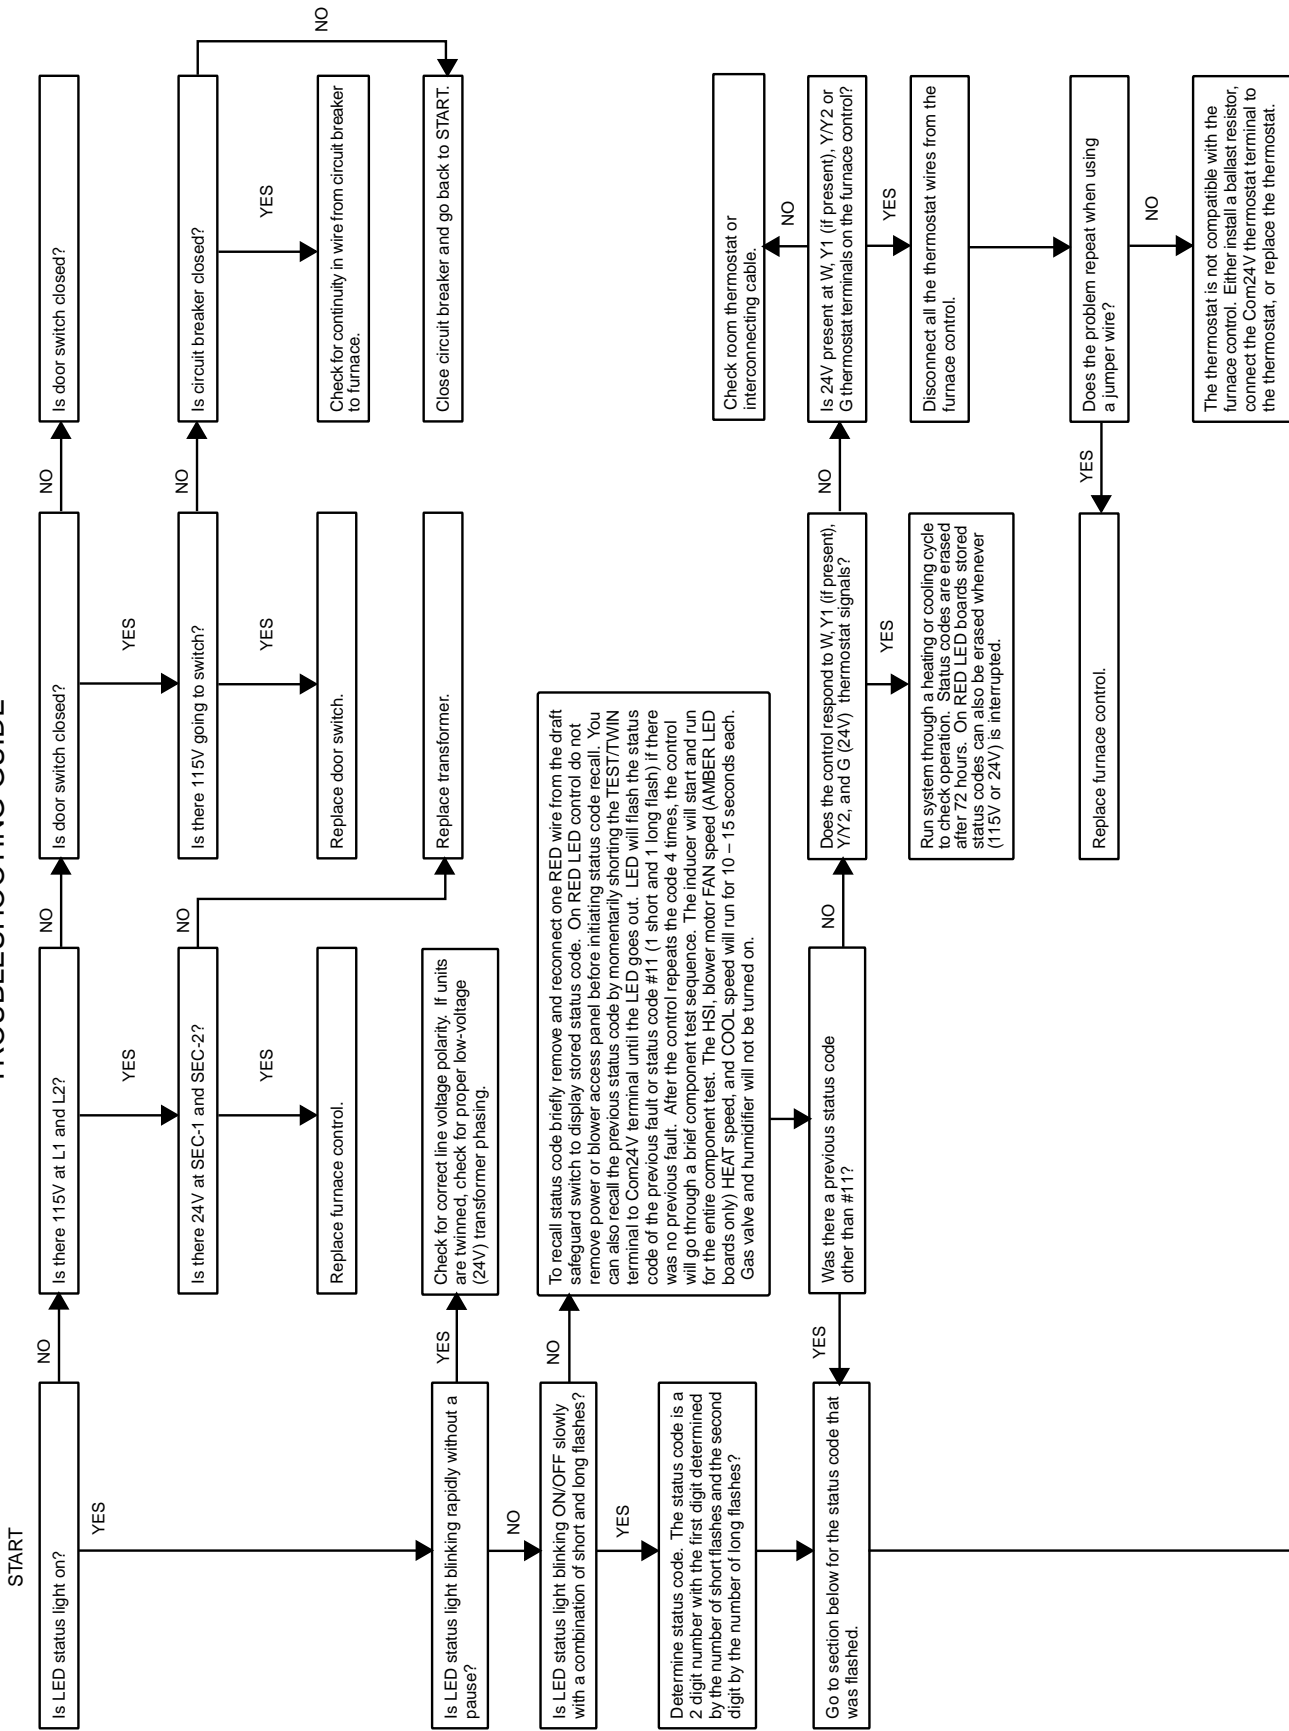 TROUBLESHOOTING GUIDE
START
Is LED status light on?
NO
YES
Is there 115V at L1 and L2?
NO
YES
Is door switch closed?
NO
YES
Is door switch closed?
Is there 24V at SEC-1 and SEC-2?
NO
YES
Is there 115V going to switch?
NO
YES
Is circuit breaker closed?
NO
YES
Replace furnace control.
Replace door switch.
Check for continuity in wire from circuit breaker
to furnace.
Is LED status light blinking rapidly without a
pause?
YES
NO
Check for correct line voltage polarity. If units
are twinned, check for proper low-voltage
(24V) transformer phasing.
Replace transformer.
Close circuit breaker and go back to START.
Is LED status light blinking ON/OFF slowly
with a combination of short and long flashes?
NO
YES
To recall status code briefly remove and reconnect one RED wire from the draft
safeguard switch to display stored status code. On RED LED control do not
remove power or blower access panel before initiating status code recall. You
can also recall the previous status code by momentarily shorting the TEST/TWIN
terminal to Com24V terminal until the LED goes out. LED will flash the status
code of the previous fault or status code #11 (1 short and 1 long flash) if there
was no previous fault. After the control repeats the code 4 times, the control
will go through a brief component test sequence. The inducer will start and run
for the entire component test. The HSI, blower motor FAN speed (AMBER LED
boards only) HEAT speed, and COOL speed will run for 10 – 15 seconds each.
Gas valve and humidifier will not be turned on.
Determine status code. The status code is a
2 digit number with the first digit determined
by the number of short flashes and the second
digit by the number of long flashes?
Check room thermostat or
interconnecting cable.
NO
Go to section below for the status code that
was flashed.
YES
Was there a previous status code
other than #11?
NO
Does the control respond to W, Y1 (if present),
Y/Y2, and G (24V) thermostat signals?
NO
YES
Is 24V present at W, Y1 (if present), Y/Y2 or
G thermostat terminals on the furnace control?
YES
Run system through a heating or cooling cycle
to check operation. Status codes are erased
after 72 hours. On RED LED boards stored
status codes can also be erased whenever
(115V or 24V) is interrupted.
Disconnect all the thermostat wires from the
furnace control.
Replace furnace control.
YES
Does the problem repeat when using
a jumper wire?
NO
The thermostat is not compatible with the
furnace control. Either install a ballast resistor,
connect the Com24V thermostat terminal to
the thermostat, or replace the thermostat.